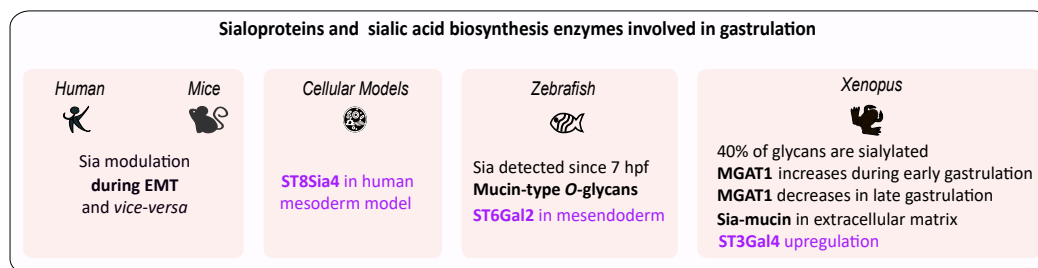 Sialoproteins and sialic acid biosynthesis enzymes involved in gastrulation
Human
Mice
Sia modulation
during EMT
and vice-versa
Cellular Models
ST8Sia4 in human
mesoderm model
Zebrafish
Sia detected since 7 hpf
Mucin-type O-glycans
ST6Gal2 in mesendoderm
Xenopus
40% of glycans are sialylated
MGAT1 increases during early gastrulation
MGAT1 decreases in late gastrulation
Sia-mucin in extracellular matrix
ST3Gal4 upregulation